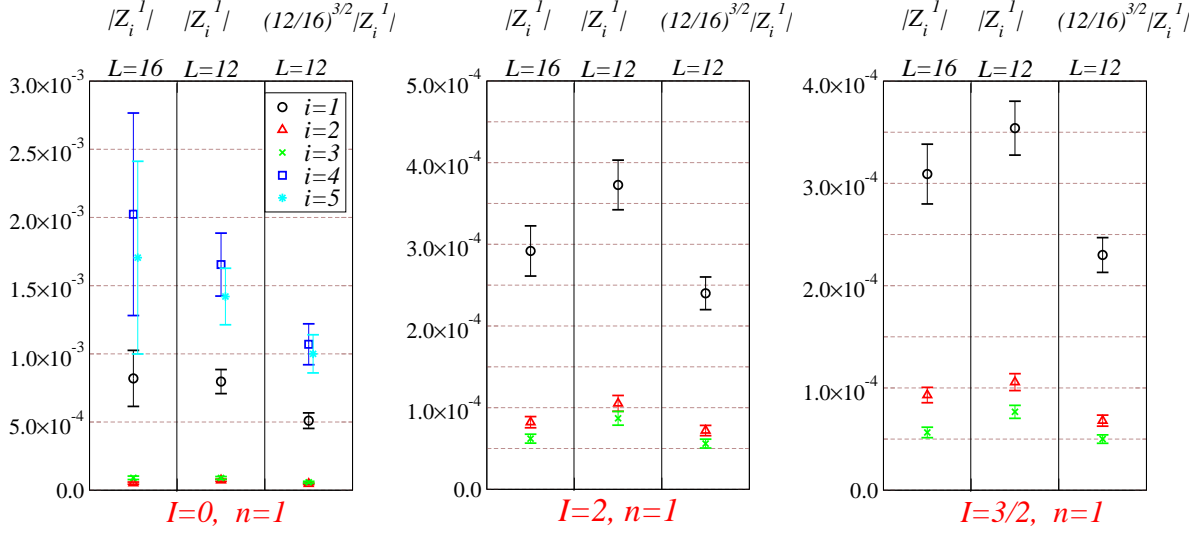 |Z_i^1| |Z_i^1| (12/16)^{3/2}|Z_i^1|
L=16 L=12 L=12
3.0×10^{-3}
2.5×10^{-3}
2.0×10^{-3}
1.5×10^{-3}
1.0×10^{-3}
5.0×10^{-4}
0.0
i=1
i=2
i=3
i=4
i=5
I=0, n=1
|Z_i^1| |Z_i^1| (12/16)^{3/2}|Z_i^1|
L=16 L=12 L=12
5.0×10^{-4}
4.0×10^{-4}
3.0×10^{-4}
2.0×10^{-4}
1.0×10^{-4}
0.0
I=2, n=1
|Z_i^1| |Z_i^1| (12/16)^{3/2}|Z_i^1|
L=16 L=12 L=12
4.0×10^{-4}
3.0×10^{-4}
2.0×10^{-4}
1.0×10^{-4}
0.0
I=3/2, n=1